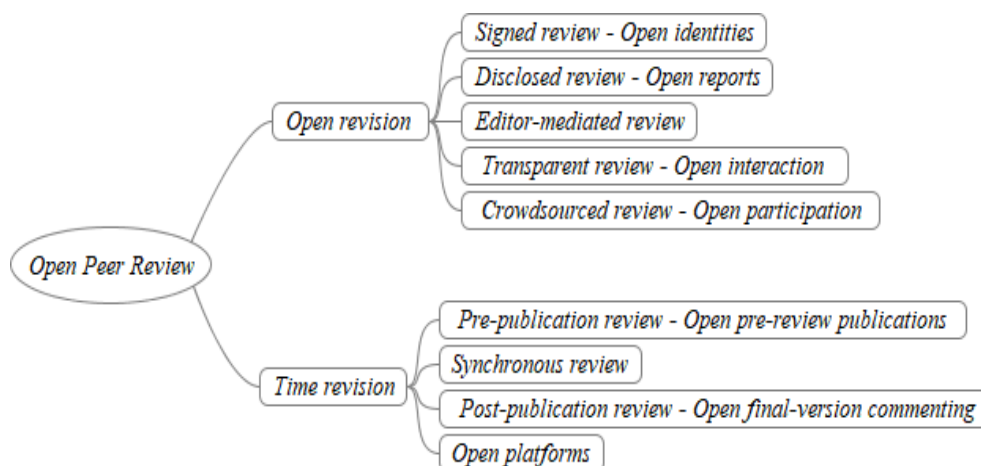 Signed review - Open identities
Disclosed review - Open reports
Open revision
Editor-mediated review
Transparent review - Open interaction
Crowdsourced review - Open participation
Open Peer Review
Pre-publication review - Open pre-review publications
Synchronous review
Time revision
Post-publication review - Open final-version commenting
Open platforms